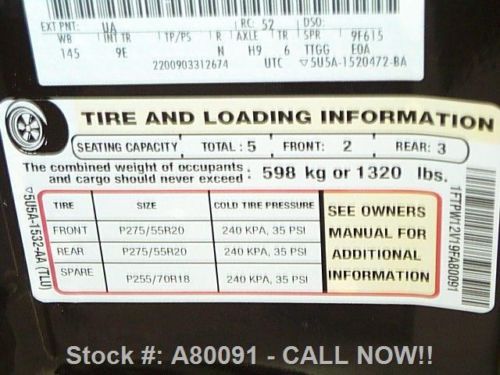 EXT PNT: UA RC: 52 DSO:
WB INT TR TP/PS R AXLE TR SPR 9F615
145 9E N H9 6 TTGG EOA
2200903312674 UTC ▽5U5A-1520472-BA
TIRE AND LOADING INFORMATION
SEATING CAPACITY TOTAL: 5 FRONT: 2 REAR: 3
The combined weight of occupants and cargo should never exceed: 598 kg or 1320 lbs.
TIRE SIZE COLD TIRE PRESSURE
FRONT P275/55R20 240 KPA, 35 PSI
REAR P275/55R20 240 KPA, 35 PSI
SPARE P255/70R18 240 KPA, 35 PSI
SEE OWNERS
MANUAL FOR
ADDITIONAL
INFORMATION
▽5U5A-1532-AA (TLU)
1FTPW12V19FA80091
Stock #: A80091 - CALL NOW!!